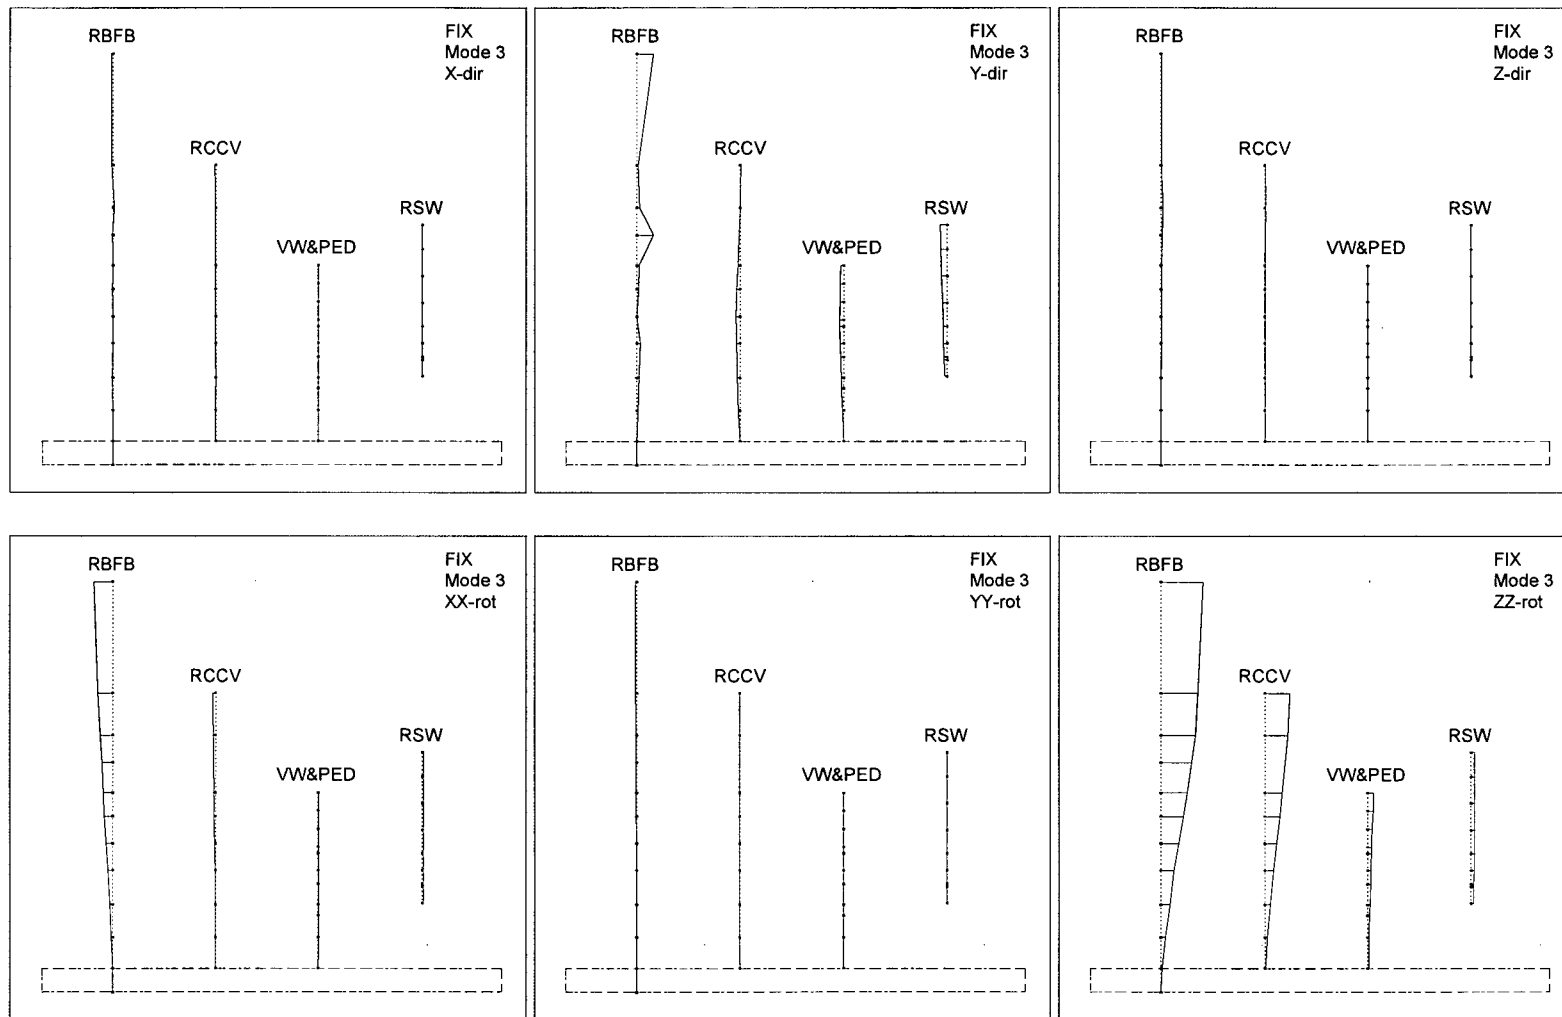 RBFB
FIX
Mode 3
X-dir
RCCV
RSW
VW&PED
RBFB
FIX
Mode 3
Y-dir
RCCV
RSW
VW&PED
RBFB
FIX
Mode 3
Z-dir
RCCV
RSW
VW&PED
RBFB
FIX
Mode 3
XX-rot
RCCV
RSW
VW&PED
RBFB
FIX
Mode 3
YY-rot
RCCV
RSW
VW&PED
RBFB
FIX
Mode 3
ZZ-rot
RCCV
RSW
VW&PED